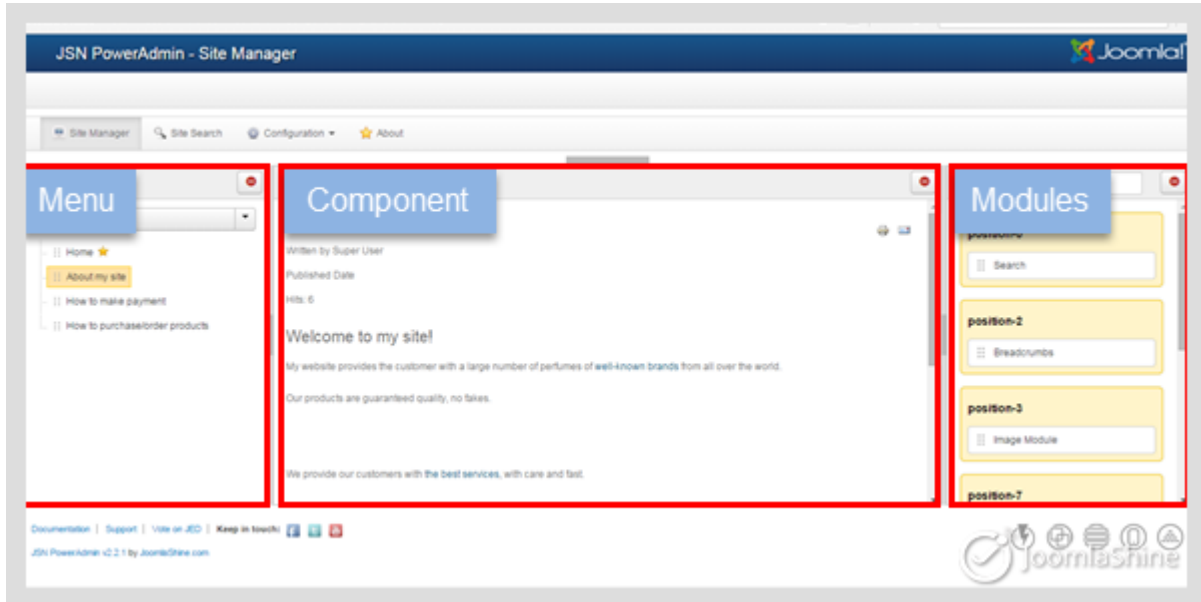 JSN PowerAdmin - Site Manager
Joomla!
Site Manager
Site Search
Configuration
About
Menu
Component
Modules
Home
About my site
How to make payment
How to purchase/order products
Written by Super User
Published Date
Hits: 6
Welcome to my site!
My website provides the customer with a large number of perfumes of well-known brands from all over the world.
Our products are guaranteed quality, no fakes.
We provide our customers with the best services, with care and fast.
Search
position-2
Breadcrumbs
position-3
Image Module
position-7
Documentation | Support | Vote on JED | Keep in touch:
JSN PowerAdmin v2.2.1 by JoomlaShine.com
JoomlaShine